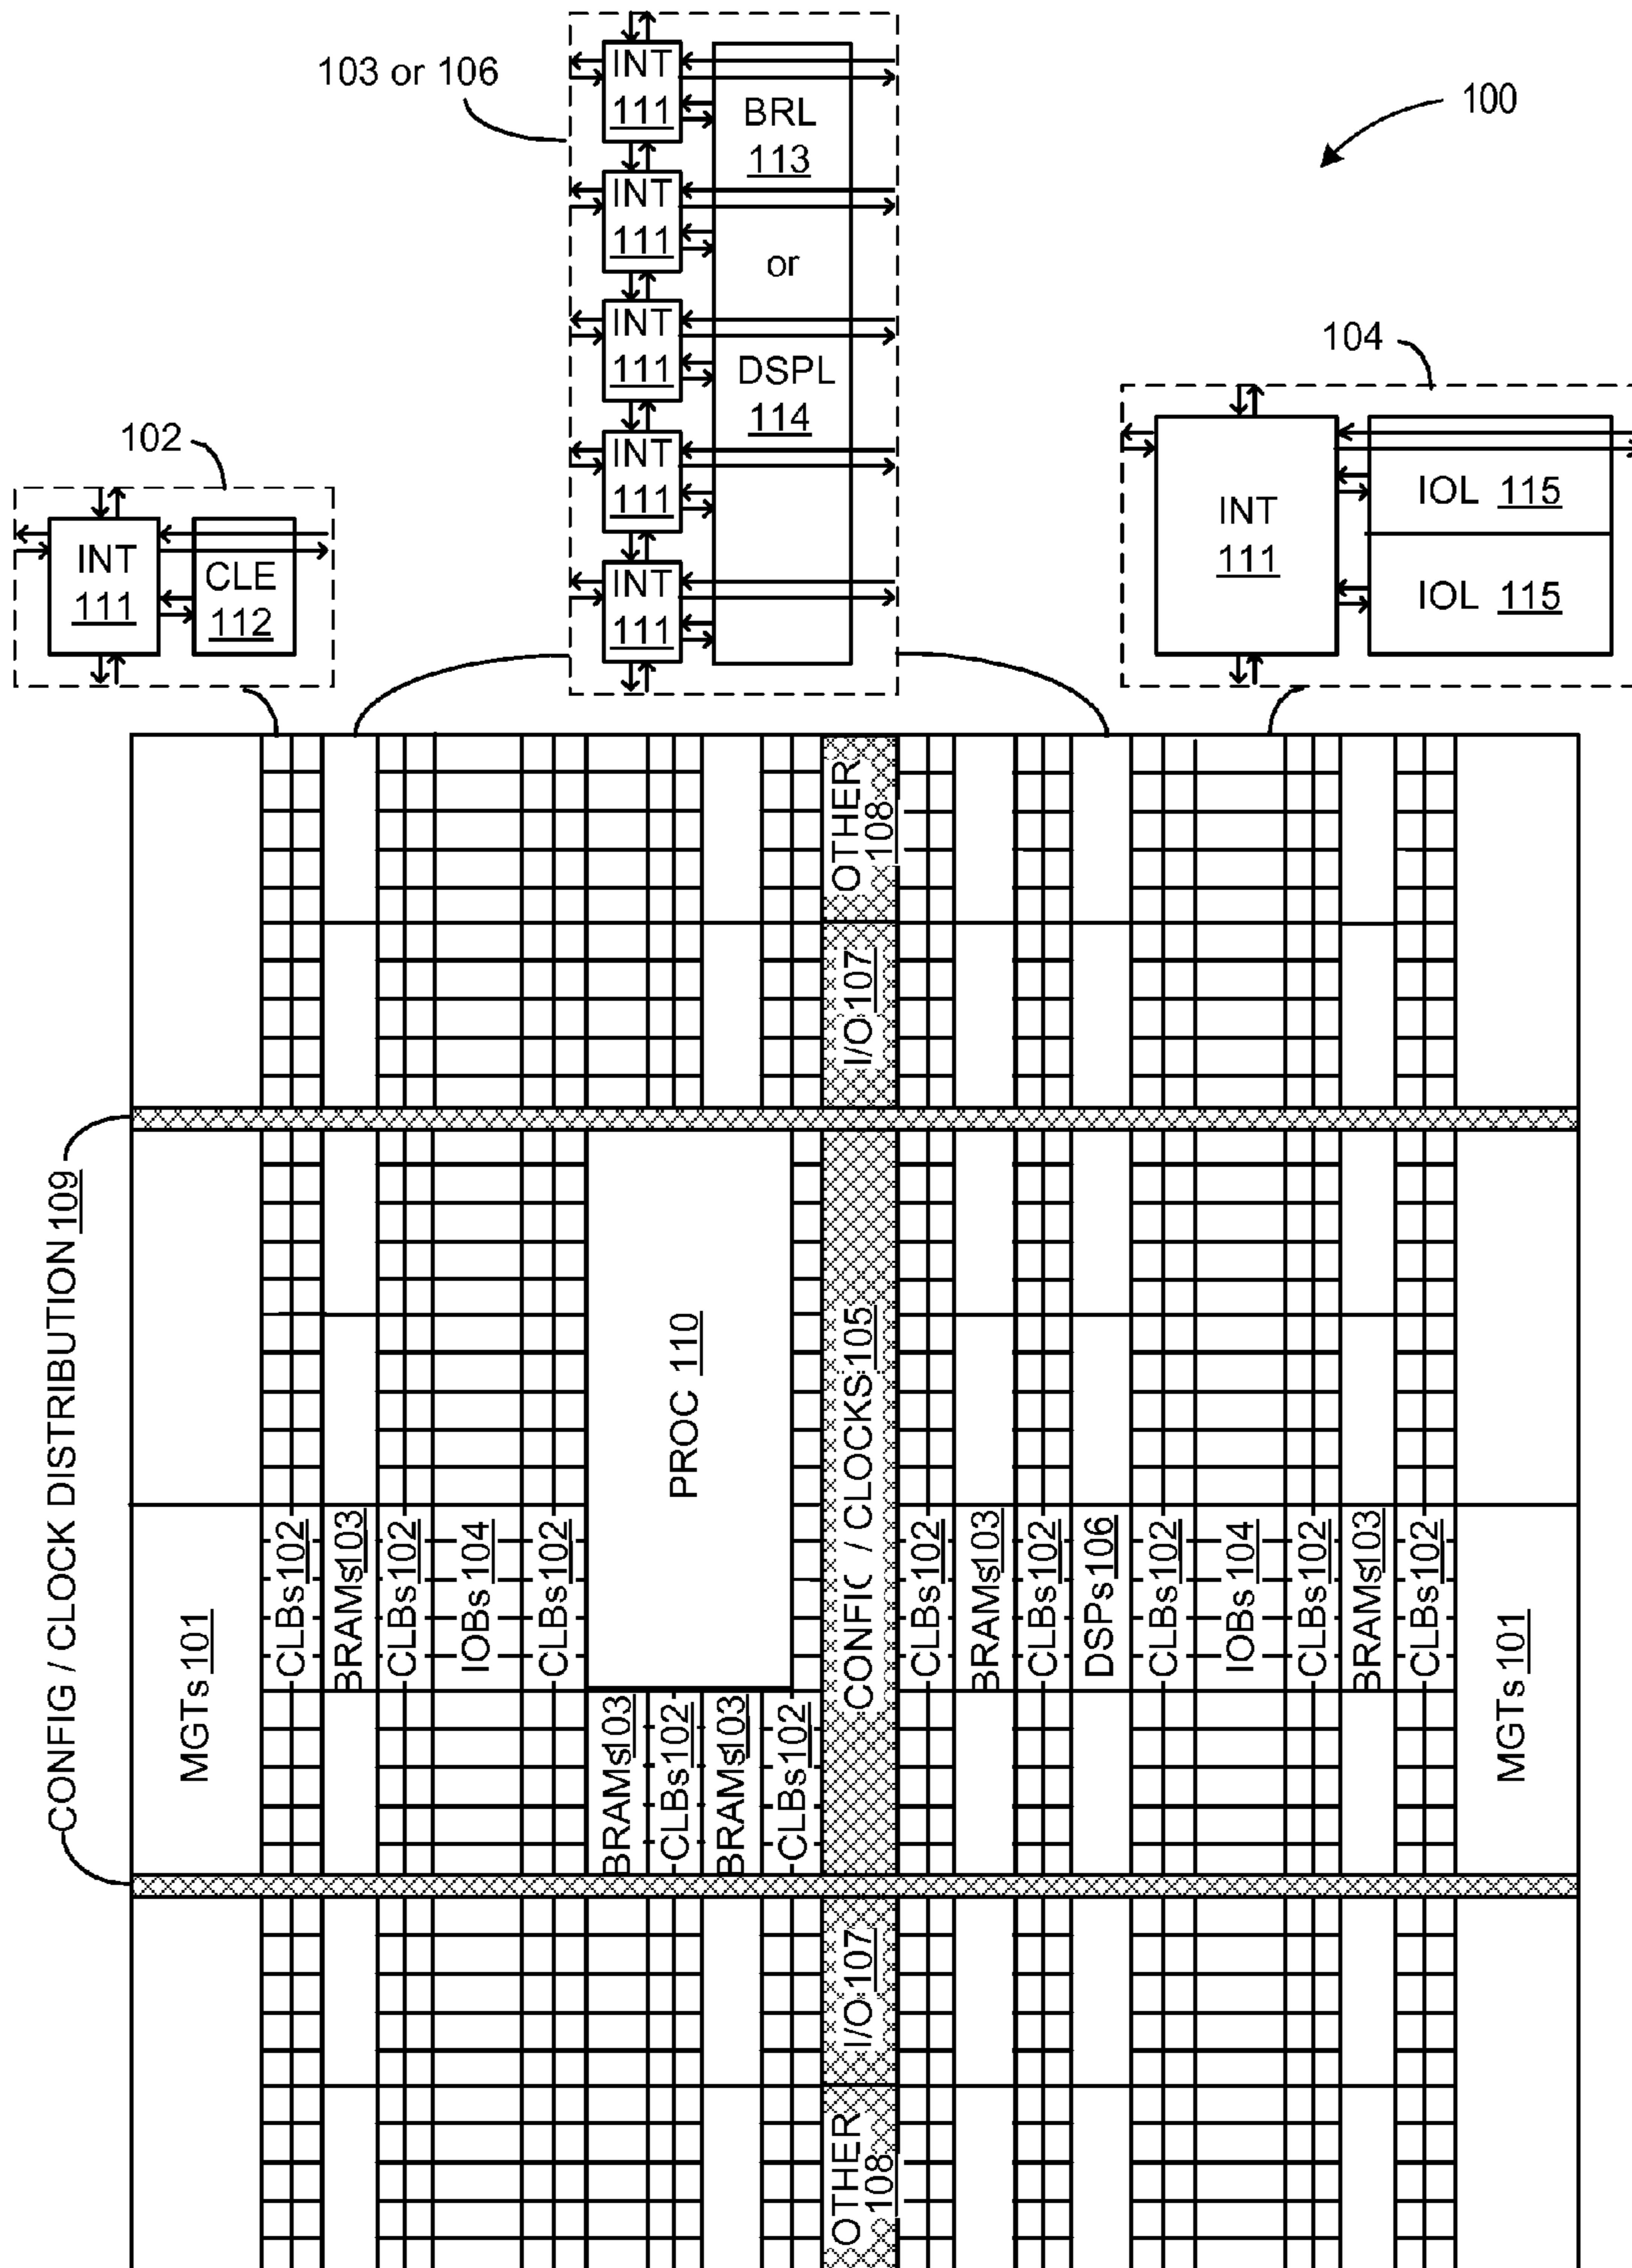 103 or 106
100
INT
111
INT
111
INT
111
INT
111
INT
111
BRL
113
or
DSPL
114
104
INT
111
IOL 115
IOL 115
102
INT
111
CLE
112
OTHER
108
I/O 107
CONFIG / CLOCK DISTRIBUTION 109
PROC 110
CONFIG / CLOCKS 105
MGTs 101
CLBs 102
BRAMs 103
CLBs 102
IOBs 104
CLBs 102
BRAMs 103
CLBs 102
BRAMs 103
CLBs 102
CLBs 102
BRAMs 103
CLBs 102
DSPs 106
CLBs 102
IOBs 104
CLBs 102
BRAMs 103
CLBs 102
MGTs 101
I/O 107
OTHER
108